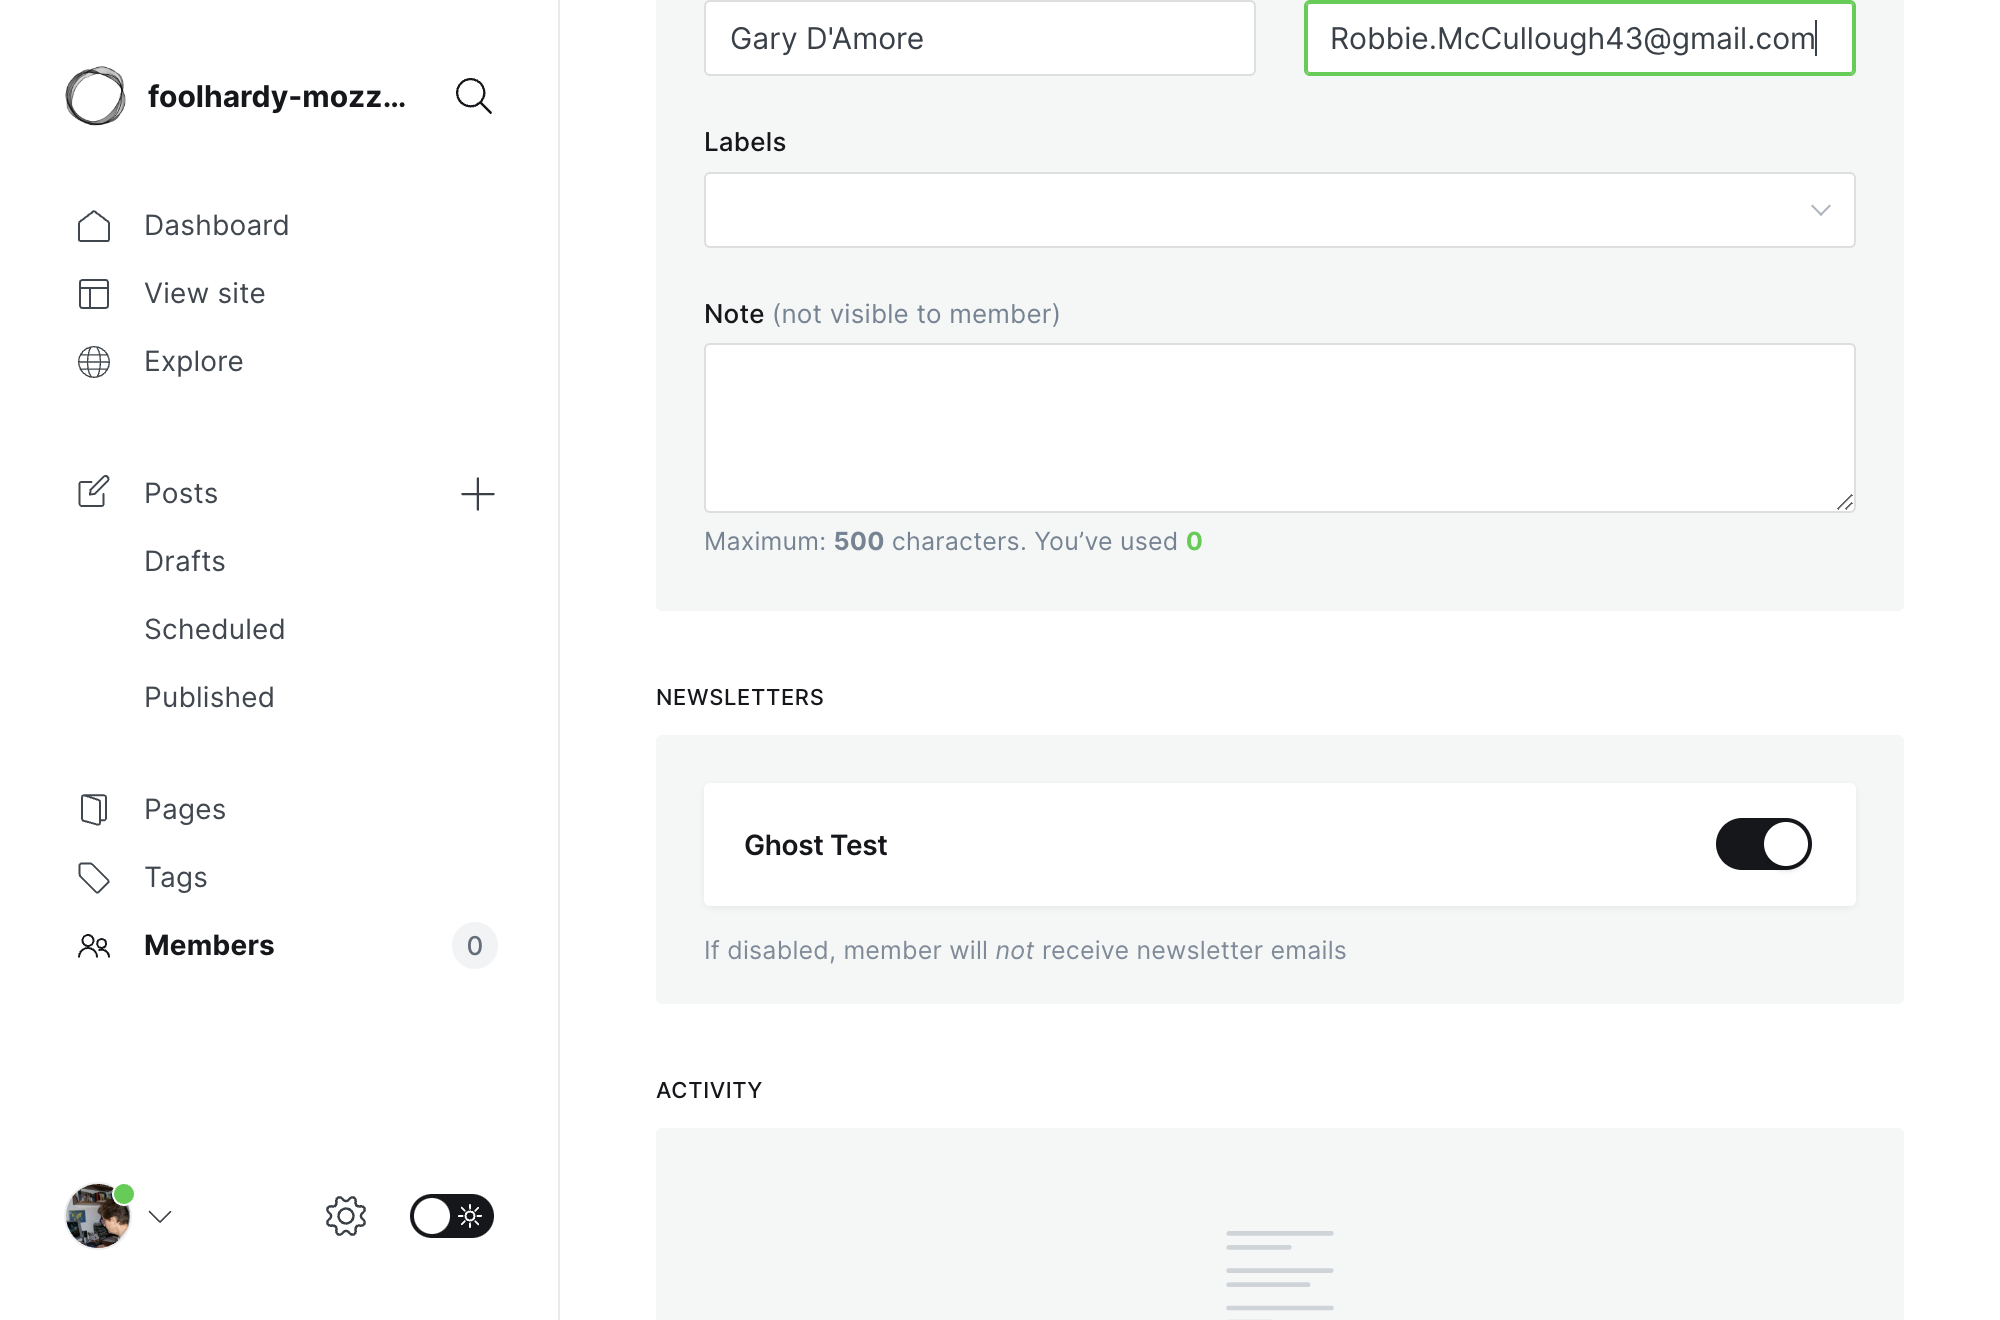 foolhardy-mozz...
Dashboard
View site
Explore
Posts
Drafts
Scheduled
Published
Pages
Tags
Members 0
Gary D'Amore
Robbie.McCullough43@gmail.com
Labels
Note (not visible to member)
Maximum: 500 characters. You’ve used 0
NEWSLETTERS
Ghost Test
If disabled, member will not receive newsletter emails
ACTIVITY